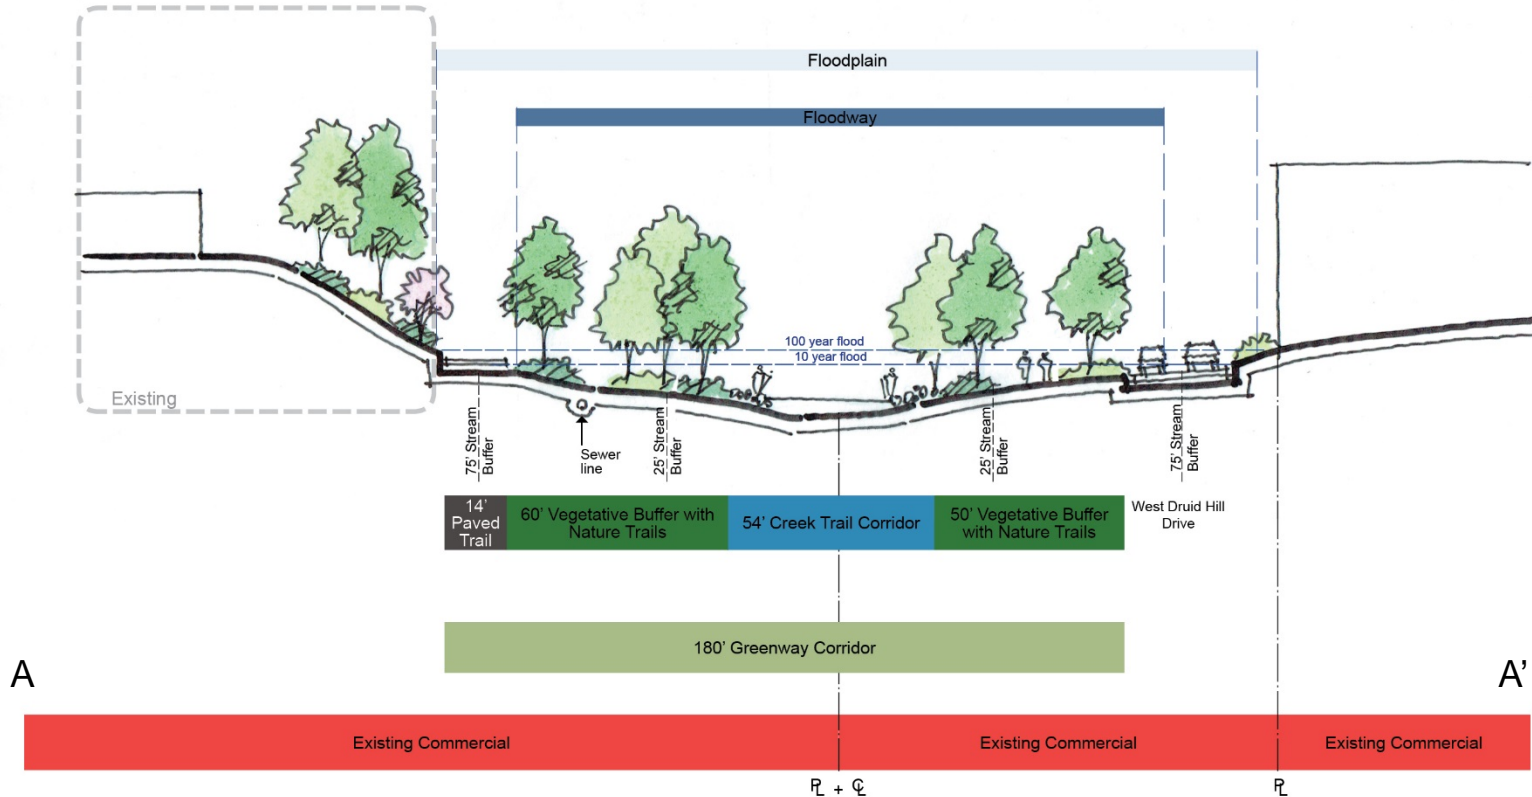 Floodplain
Floodway
100 year flood
10 year flood
Existing
75' Stream
Buffer
Sewer
line
25' Stream
Buffer
25' Stream
Buffer
75' Stream
Buffer
14'
Paved
Trail
60' Vegetative Buffer with
Nature Trails
54' Creek Trail Corridor
50' Vegetative Buffer
with Nature Trails
West Druid Hill
Drive
180' Greenway Corridor
A
A'
Existing Commercial
Existing Commercial
Existing Commercial
PL + CL
PL